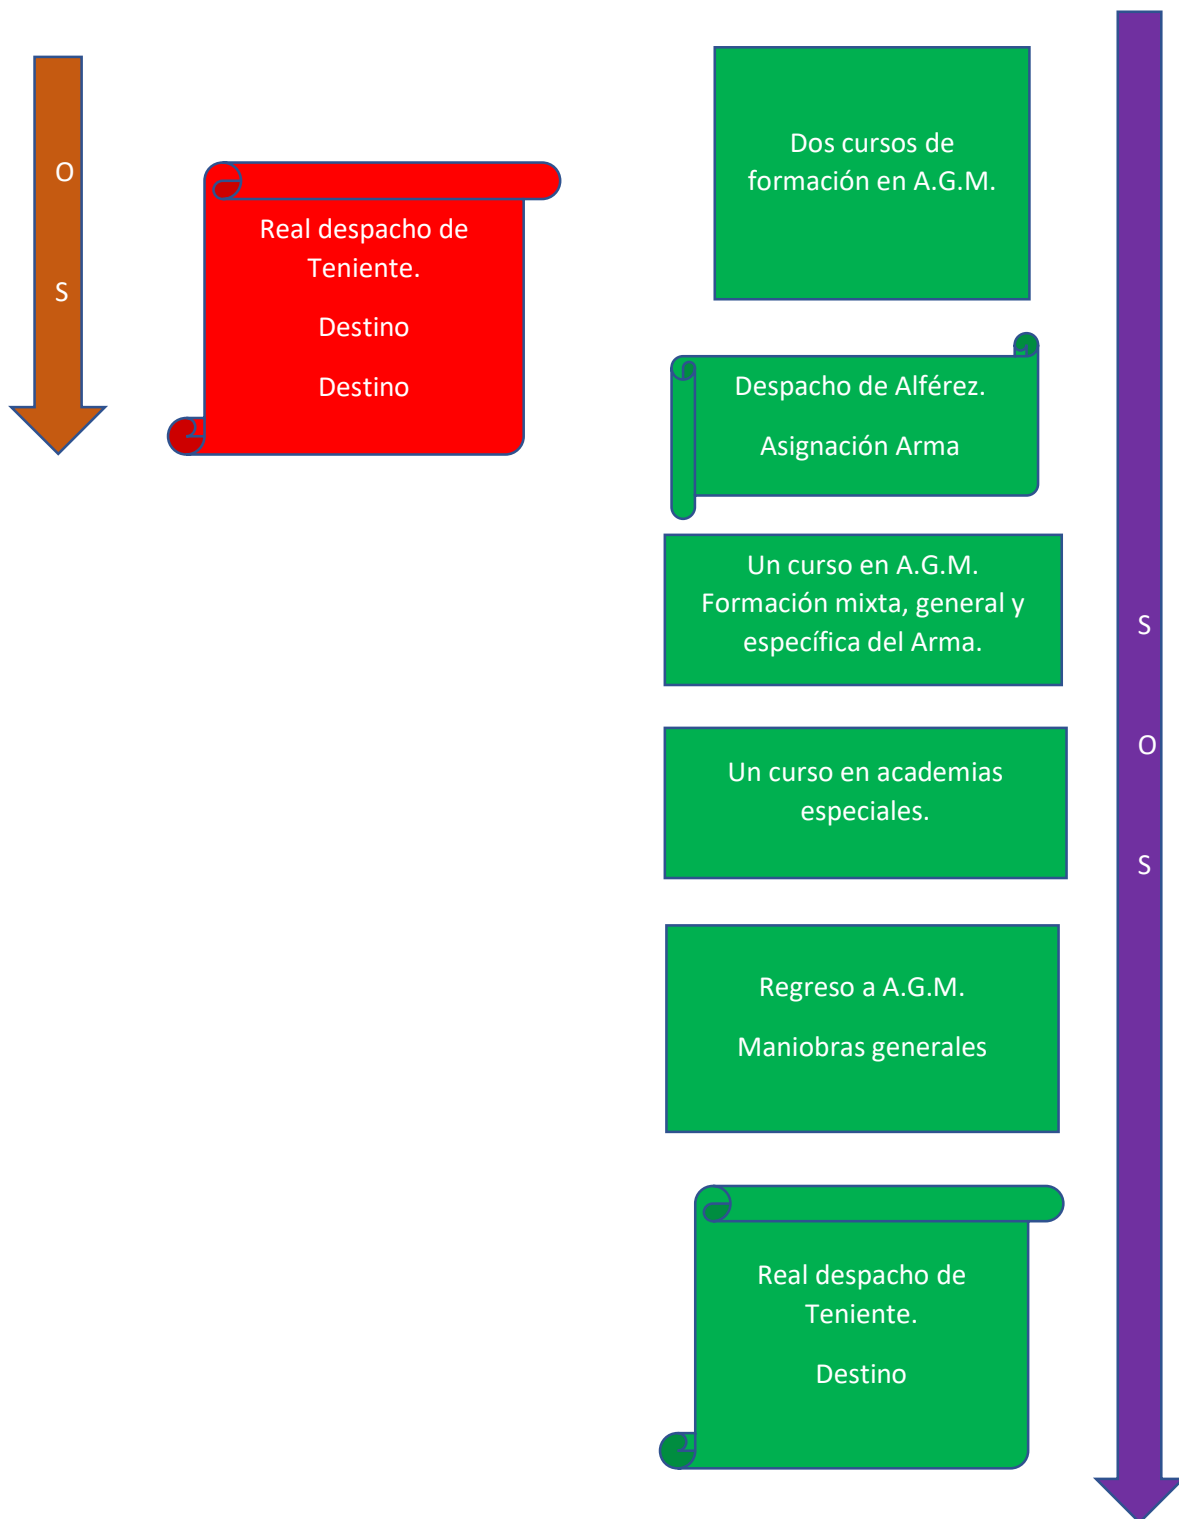 O
S
Real despacho de
Teniente.
Destino
Destino
Dos cursos de
formación en A.G.M.
Despacho de Alférez.
Asignación Arma
Un curso en A.G.M.
Formación mixta, general y
específica del Arma.
Un curso en academias
especiales.
Regreso a A.G.M.
Maniobras generales
Real despacho de
Teniente.
Destino
S
O
S